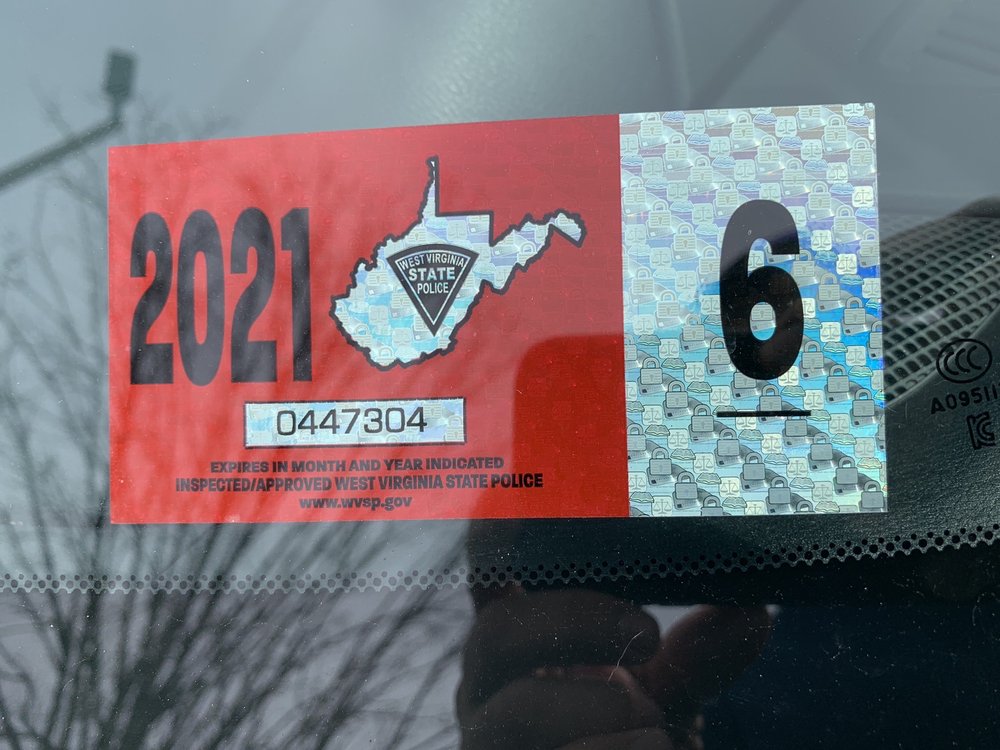 2021
WEST VIRGINIA
STATE
POLICE
6
0447304
EXPIRES IN MONTH AND YEAR INDICATED
INSPECTED/APPROVED WEST VIRGINIA STATE POLICE
www.wvsp.gov
CCC